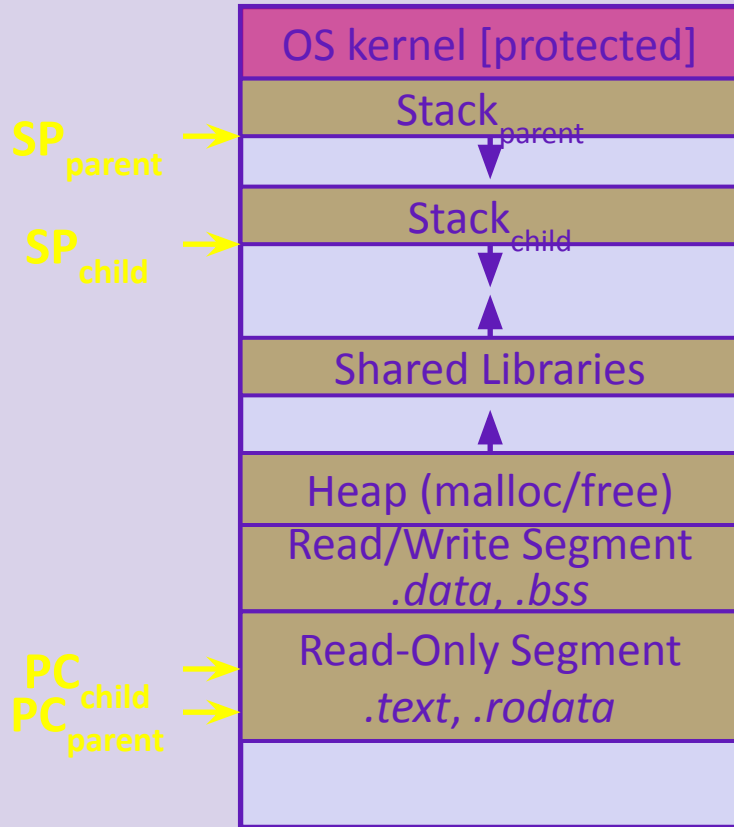 OS kernel [protected]
Stack parent
SP parent
Stack child
SP child
Shared Libraries
Heap (malloc/free)
Read/Write Segment
.data, .bss
Read-Only Segment
PC child
.text, .rodata
PC parent